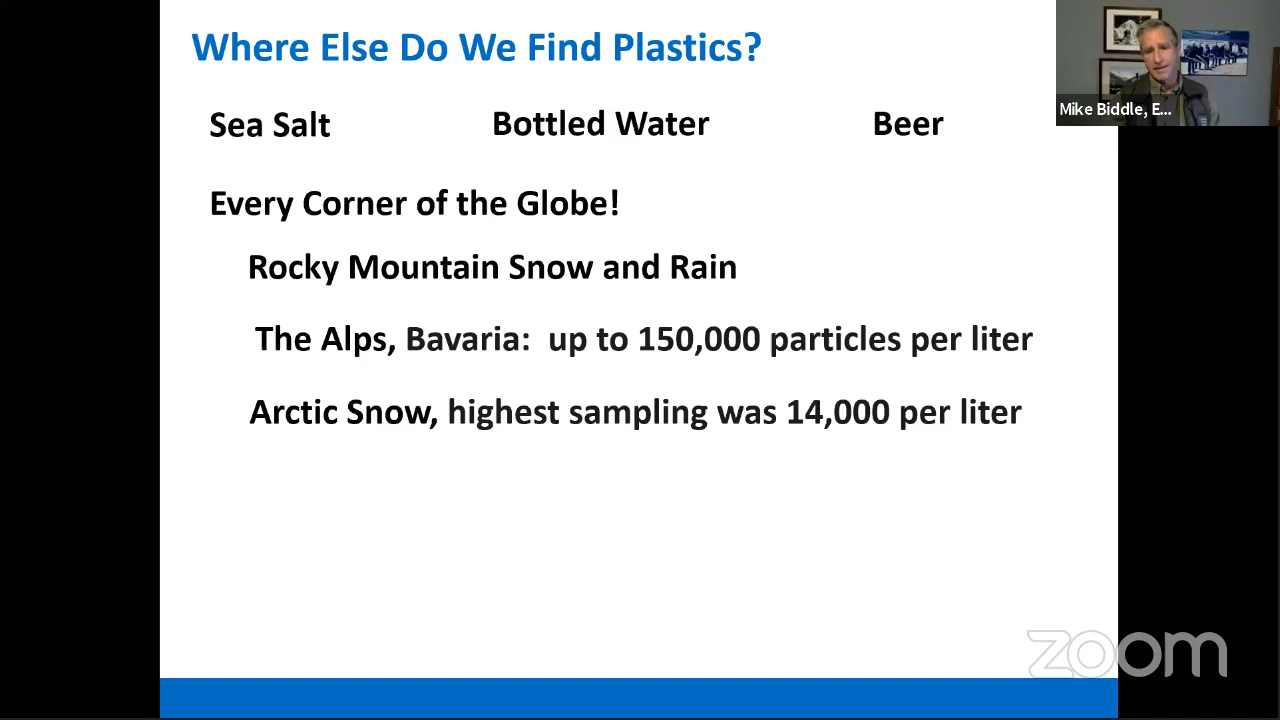 Where Else Do We Find Plastics?
Mike Biddle, E...
Sea Salt Bottled Water Beer
Every Corner of the Globe!
Rocky Mountain Snow and Rain
The Alps, Bavaria: up to 150,000 particles per liter
Arctic Snow, highest sampling was 14,000 per liter
zoom